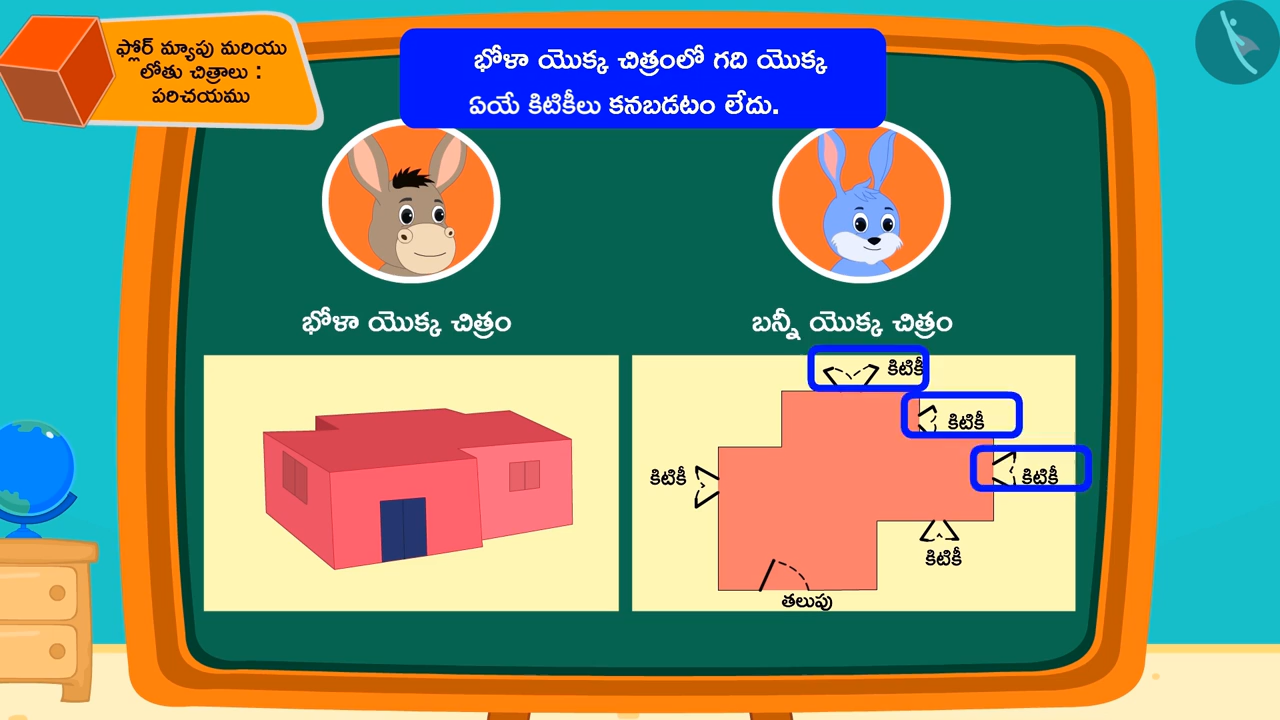 ఫ్లోర్ మ్యాపు మరియు
లోతు చిత్రాలు :
పరిచయము
భోళా యొక్క చిత్రంలో గది యొక్క
ఏయే కిటికీలు కనబడటం లేదు.
భోళా యొక్క చిత్రం
బన్నీ యొక్క చిత్రం
కిటికీ
కిటికీ
కిటికీ
కిటికీ
కిటికీ
తలుపు